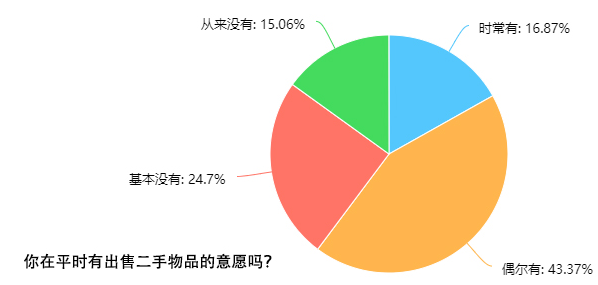 从来没有: 15.06%
时常有: 16.87%
基本没有: 24.7%
你在平时有出售二手物品的意愿吗?
偶尔有: 43.37%